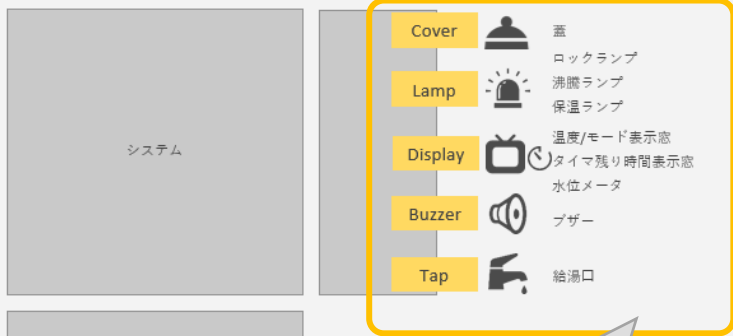 システム
Cover
蓋
ロックランプ
Lamp
沸騰ランプ
保温ランプ
温度/モード表示窓
Display
タイマ残り時間表示窓
水位メータ
Buzzer
ブザー
Tap
給湯口